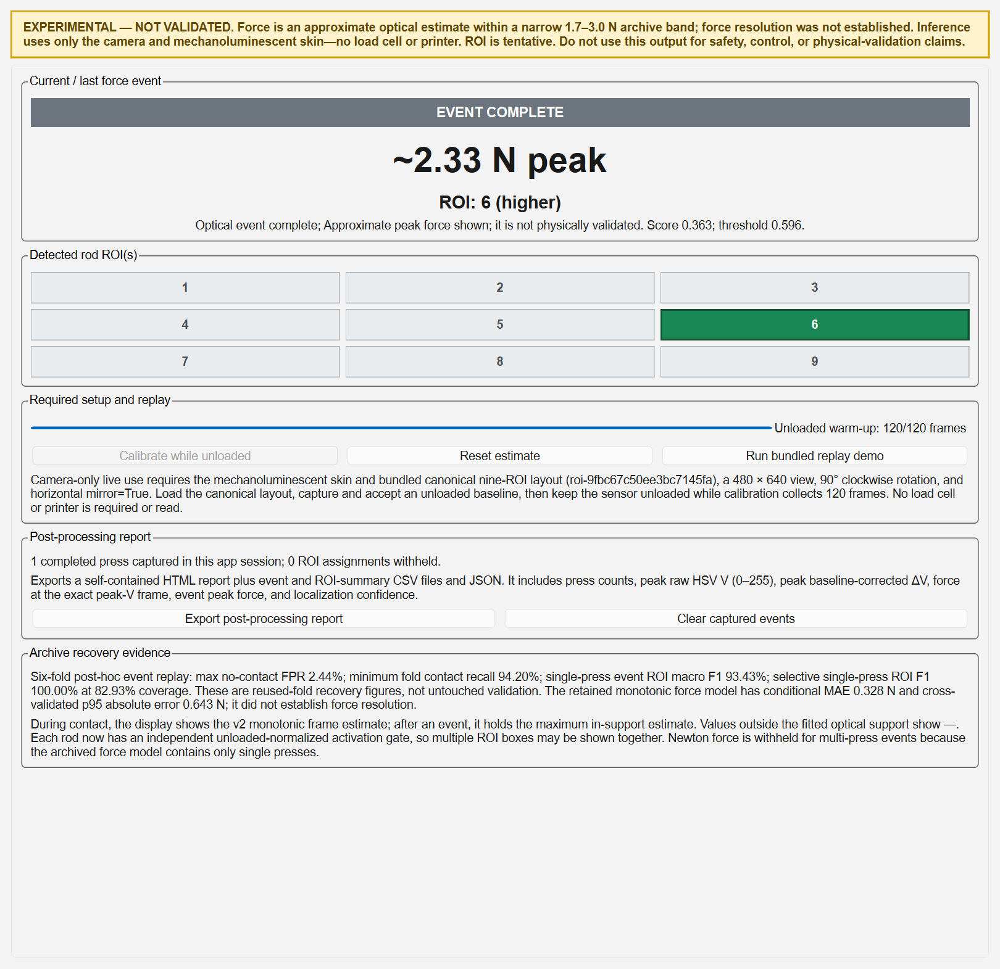 EXPERIMENTAL — NOT VALIDATED. Force is an approximate optical estimate within a narrow 1.7–3.0 N archive band; force resolution was not established. Inference
uses only the camera and mechanoluminescent skin—no load cell or printer. ROI is tentative. Do not use this output for safety, control, or physical-validation claims.
Current / last force event
EVENT COMPLETE
~2.33 N peak
ROI: 6 (higher)
Optical event complete; Approximate peak force shown; it is not physically validated. Score 0.363; threshold 0.596.
Detected rod ROI(s)
1 2 3
4 5 6
7 8 9
Required setup and replay
Unloaded warm-up: 120/120 frames
Calibrate while unloaded Reset estimate Run bundled replay demo
Camera-only live use requires the mechanoluminescent skin and bundled canonical nine-ROI layout (roi-9fbc67c50ee3bc7145fa), a 480 × 640 view, 90° clockwise rotation, and
horizontal mirror=True. Load the canonical layout, capture and accept an unloaded baseline, then keep the sensor unloaded while calibration collects 120 frames. No load cell
or printer is required or read.
Post-processing report
1 completed press captured in this app session; 0 ROI assignments withheld.
Exports a self-contained HTML report plus event and ROI-summary CSV files and JSON. It includes press counts, peak raw HSV V (0–255), peak baseline-corrected ΔV, force
at the exact peak-V frame, event peak force, and localization confidence.
Export post-processing report Clear captured events
Archive recovery evidence
Six-fold post-hoc event replay: max no-contact FPR 2.44%; minimum fold contact recall 94.20%; single-press event ROI macro F1 93.43%; selective single-press ROI F1
100.00% at 82.93% coverage. These are reused-fold recovery figures, not untouched validation. The retained monotonic force model has conditional MAE 0.328 N and cross-
validated p95 absolute error 0.643 N; it did not establish force resolution.
During contact, the display shows the v2 monotonic frame estimate; after an event, it holds the maximum in-support estimate. Values outside the fitted optical support show —.
Each rod now has an independent unloaded-normalized activation gate, so multiple ROI boxes may be shown together. Newton force is withheld for multi-press events because
the archived force model contains only single presses.